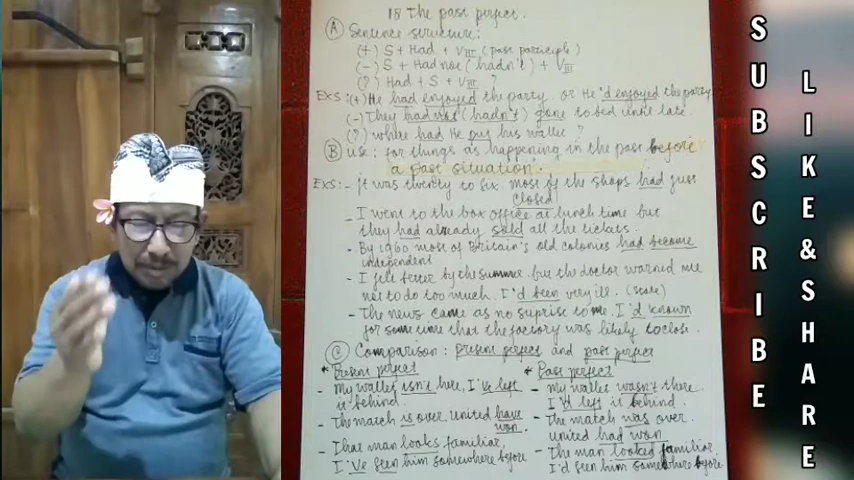 18 The past perfect.
A Sentence structure:
(+) S + Had + VIII (past participle)
(-) S + Had not (hadn't) + VIII
(?) Had + S + VIII ?
EXS: (+) He had enjoyed the party. or He'd enjoyed the party
(-) They had not (hadn't) gone to bed until late.
(?) where had He put his wallet ?
B Use: for things as happening in the past before
a past situation.
EXS: - It was twenty to six most of the shops had just
closed
- I went to the box office at lunch time but
they had already sold all the tickets.
- By 1960 most of Britain's old colonies had become
independent
- I felt better by the summer but the doctor warned me
not to do too much. I'd been very ill. (state)
- The news came as no suprise to me. I'd known
for some time that the factory was likely to close.
C Comparison: present perfect and past perfect
* Present perfect
- My wallet isn't here, I've left
it behind.
- The match is over. united have
won.
- That man looks familiar,
I've seen him somewhere before
* Past perfect
- My wallet wasn't there.
I'd left it behind.
- The match was over.
united had won
- The man looked familiar.
I'd seen him somewhere before
SUBSCRIBE
LIKE & SHARE